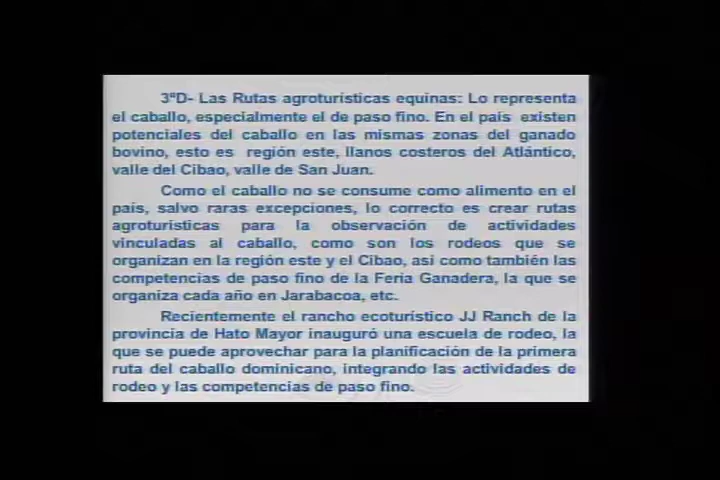 3ªD- Las Rutas agroturísticas equinas: Lo representa
el caballo, especialmente el de paso fino. En el país existen
potenciales del caballo en las mismas zonas del ganado
bovino, esto es región este, llanos costeros del Atlántico,
valle del Cibao, valle de San Juan.
Como el caballo no se consume como alimento en el
país, salvo raras excepciones, lo correcto es crear rutas
agroturísticas para la observación de actividades
vinculadas al caballo, como son los rodeos que se
organizan en la región este y el Cibao, así como también las
competencias de paso fino de la Feria Ganadera, la que se
organiza cada año en Jarabacoa, etc.
Recientemente el rancho ecoturístico JJ Ranch de la
provincia de Hato Mayor inauguró una escuela de rodeo, la
que se puede aprovechar para la planificación de la primera
ruta del caballo dominicano, integrando las actividades de
rodeo y las competencias de paso fino.